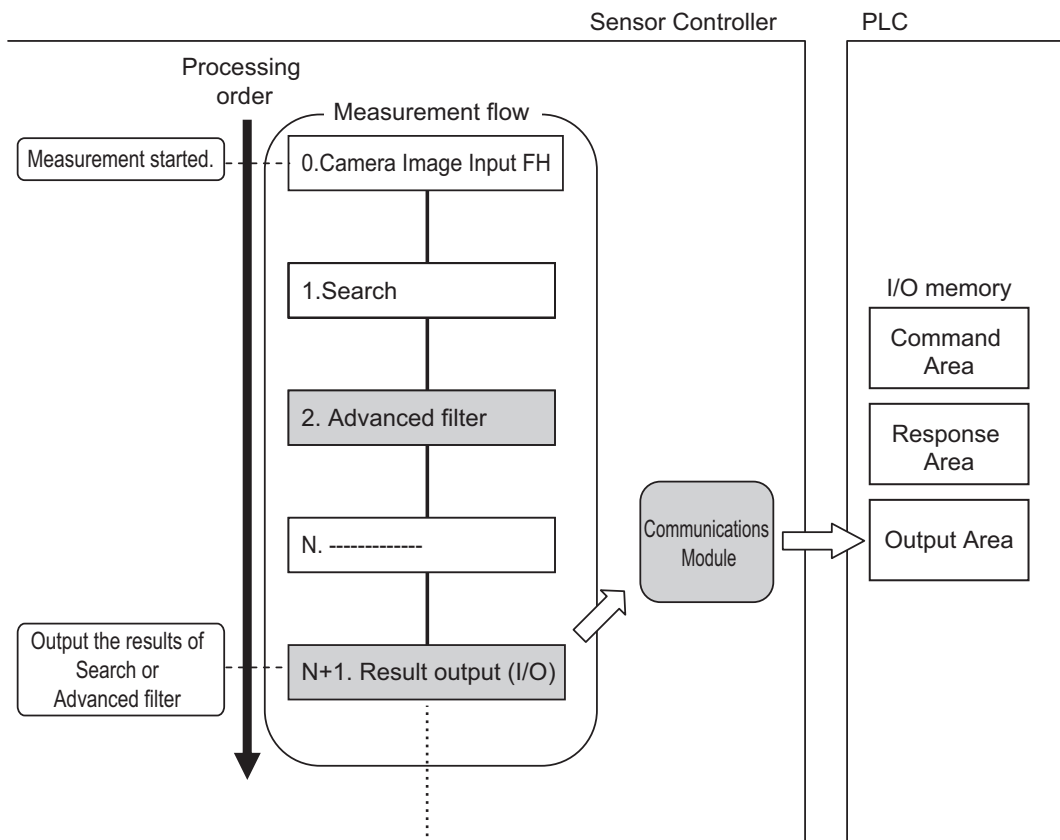 Sensor Controller
PLC
Processing
order
Measurement flow
Measurement started.
0.Camera Image Input FH
1.Search
2. Advanced filter
N. -------------
Output the results of
Search or
Advanced filter
N+1. Result output (I/O)
Communications
Module
I/O memory
Command
Area
Response
Area
Output Area